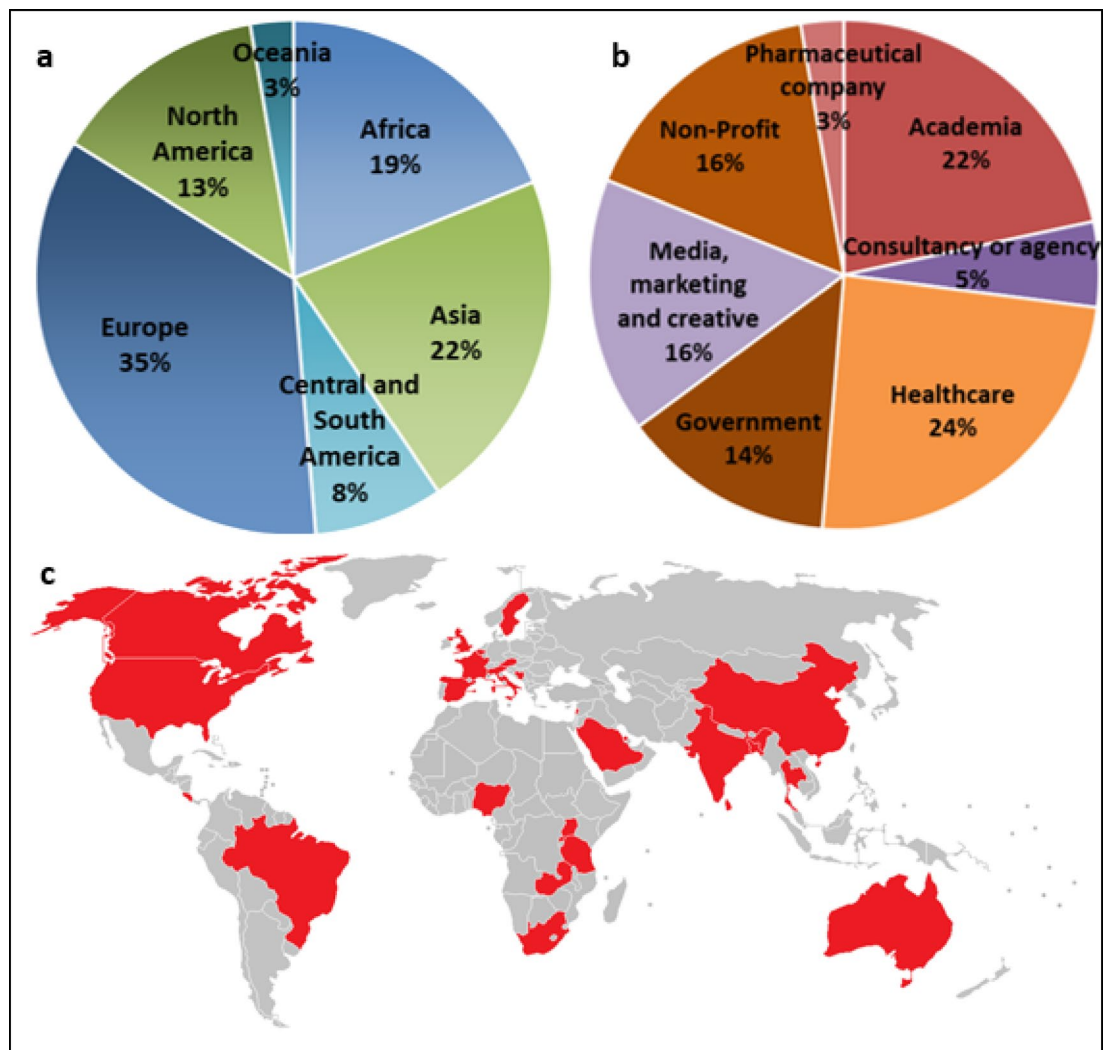 a
Oceania
3%
North
America
13%
Africa
19%
Europe
35%
Asia
22%
Central and
South
America
8%
b
Pharmaceutical
company
3%
Non-Profit
16%
Academia
22%
Media,
marketing
and creative
16%
Consultancy or agency
5%
Healthcare
24%
Government
14%
c